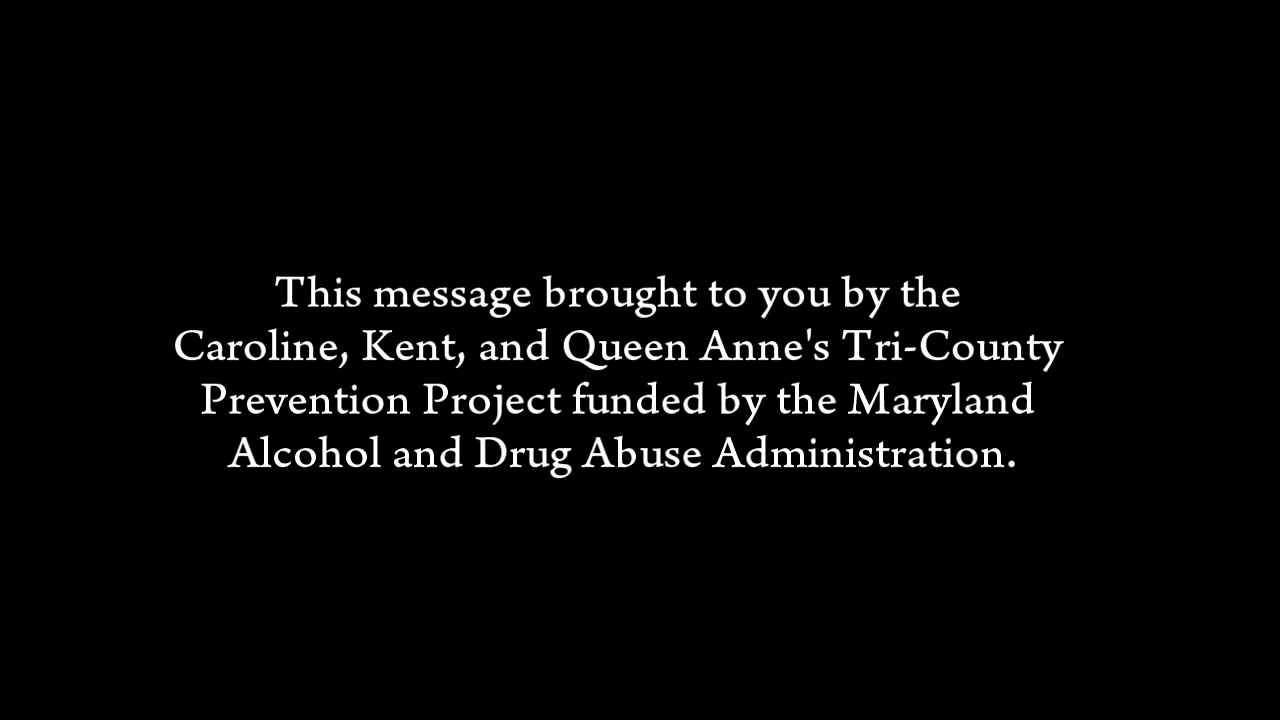 This message brought to you by the
Caroline, Kent, and Queen Anne's Tri-County
Prevention Project funded by the Maryland
Alcohol and Drug Abuse Administration.